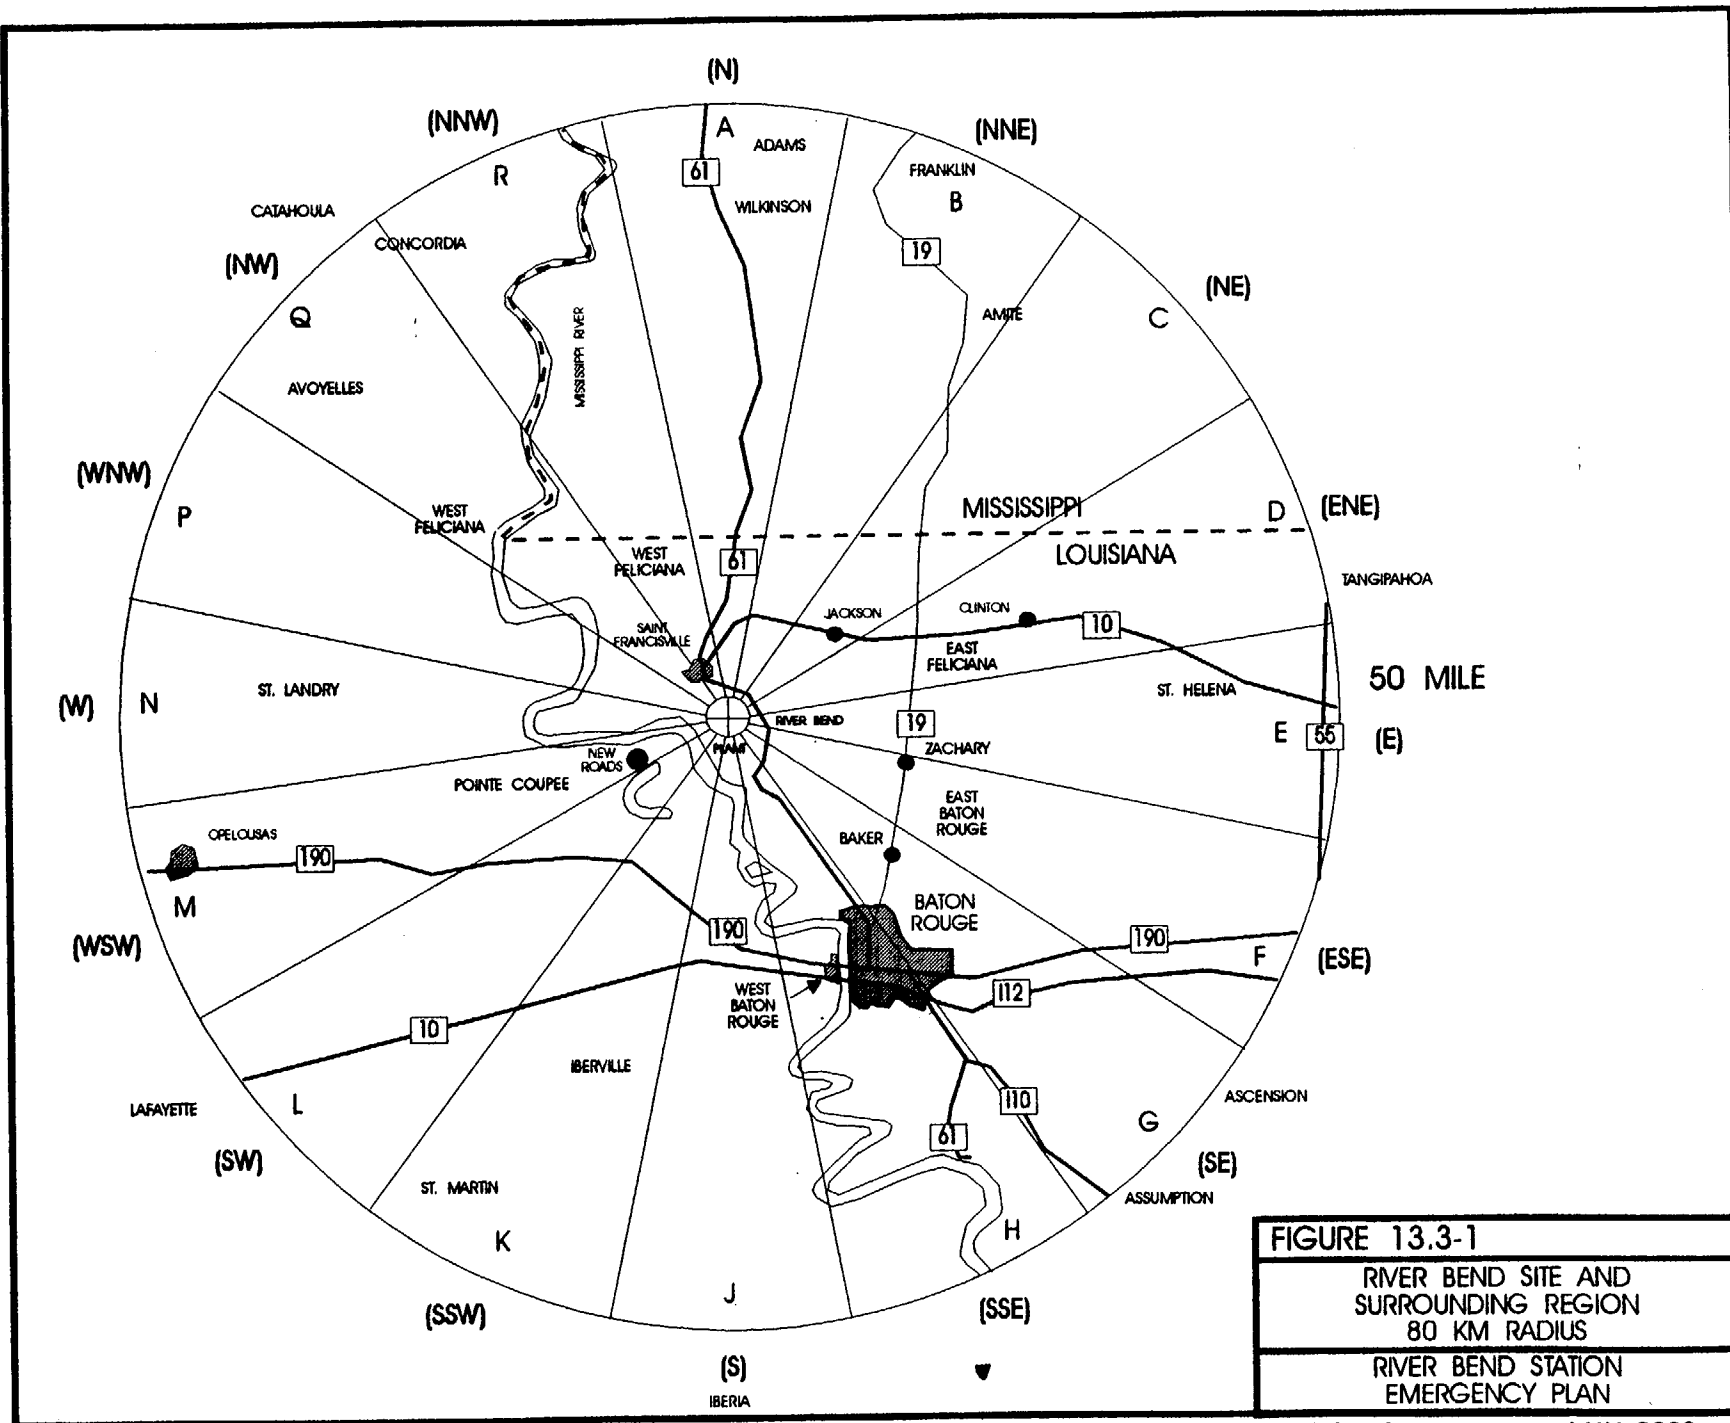 (N)
(NNW)
A
(NNE)
ADAMS
R
61
FRANKLIN
B
CATAHOULA
WILKINSON
CONCORDIA
(NW)
19
(NE)
Q
MISSISSIPPI RIVER
AMITE
C
AVOYELLES
(WNW)
P
WEST
FELICIANA
MISSISSIPPI
D
(ENE)
WEST
FELICIANA
61
LOUISIANA
TANGIPAHOA
SAINT
FRANCISVILLE
JACKSON
CLINTON
10
EAST
FELICIANA
50 MILE
(W)
N
ST. LANDRY
ST. HELENA
RIVER BEND
PLANT
19
E
55
(E)
NEW
ROADS
ZACHARY
POINTE COUPEE
EAST
BATON
ROUGE
OPELOUSAS
190
BAKER
M
BATON
ROUGE
(WSW)
190
190
F
(ESE)
WEST
BATON
ROUGE
I12
10
IBERVILLE
LAFAYETTE
L
I10
ASCENSION
G
61
(SW)
(SE)
ST. MARTIN
ASSUMPTION
K
H
J
(SSW)
(SSE)
(S)
IBERIA
FIGURE 13.3-1
RIVER BEND SITE AND
SURROUNDING REGION
80 KM RADIUS
RIVER BEND STATION
EMERGENCY PLAN